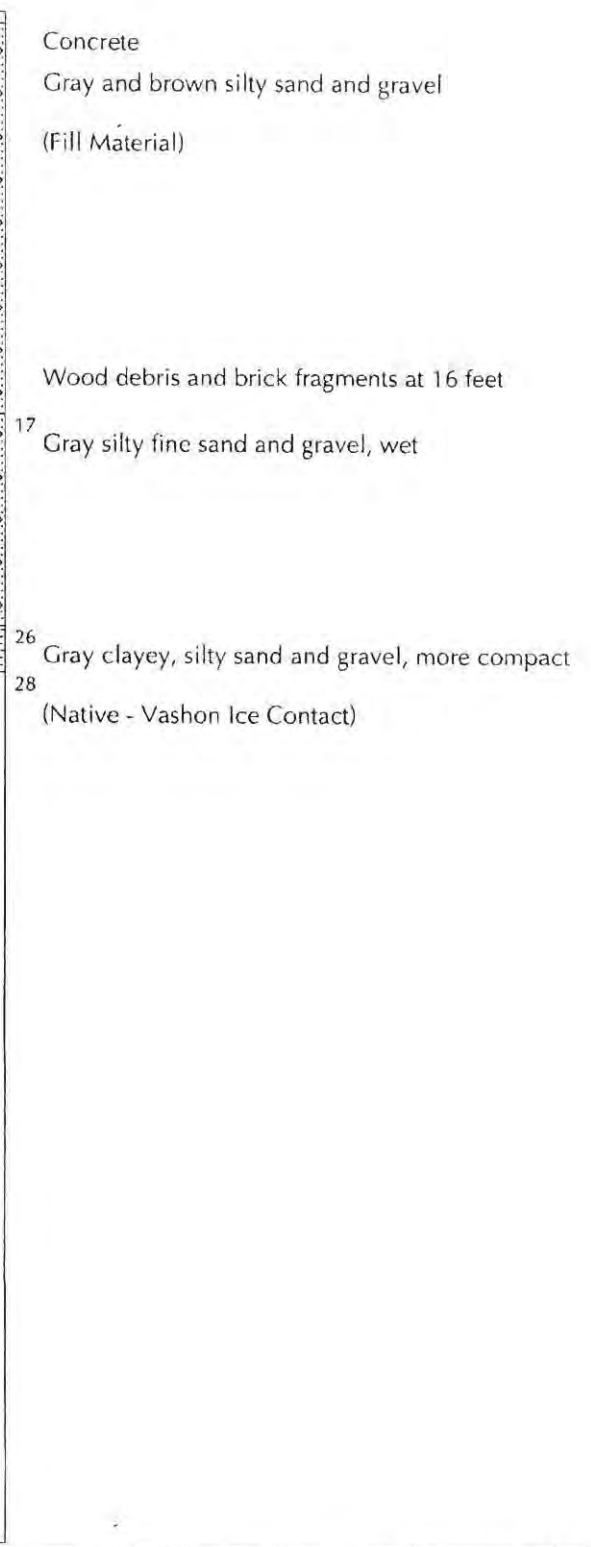 Concrete
Gray and brown silty sand and gravel
(Fill Material)
Wood debris and brick fragments at 16 feet
17
Gray silty fine sand and gravel, wet
26
Gray clayey, silty sand and gravel, more compact
28
(Native - Vashon Ice Contact)